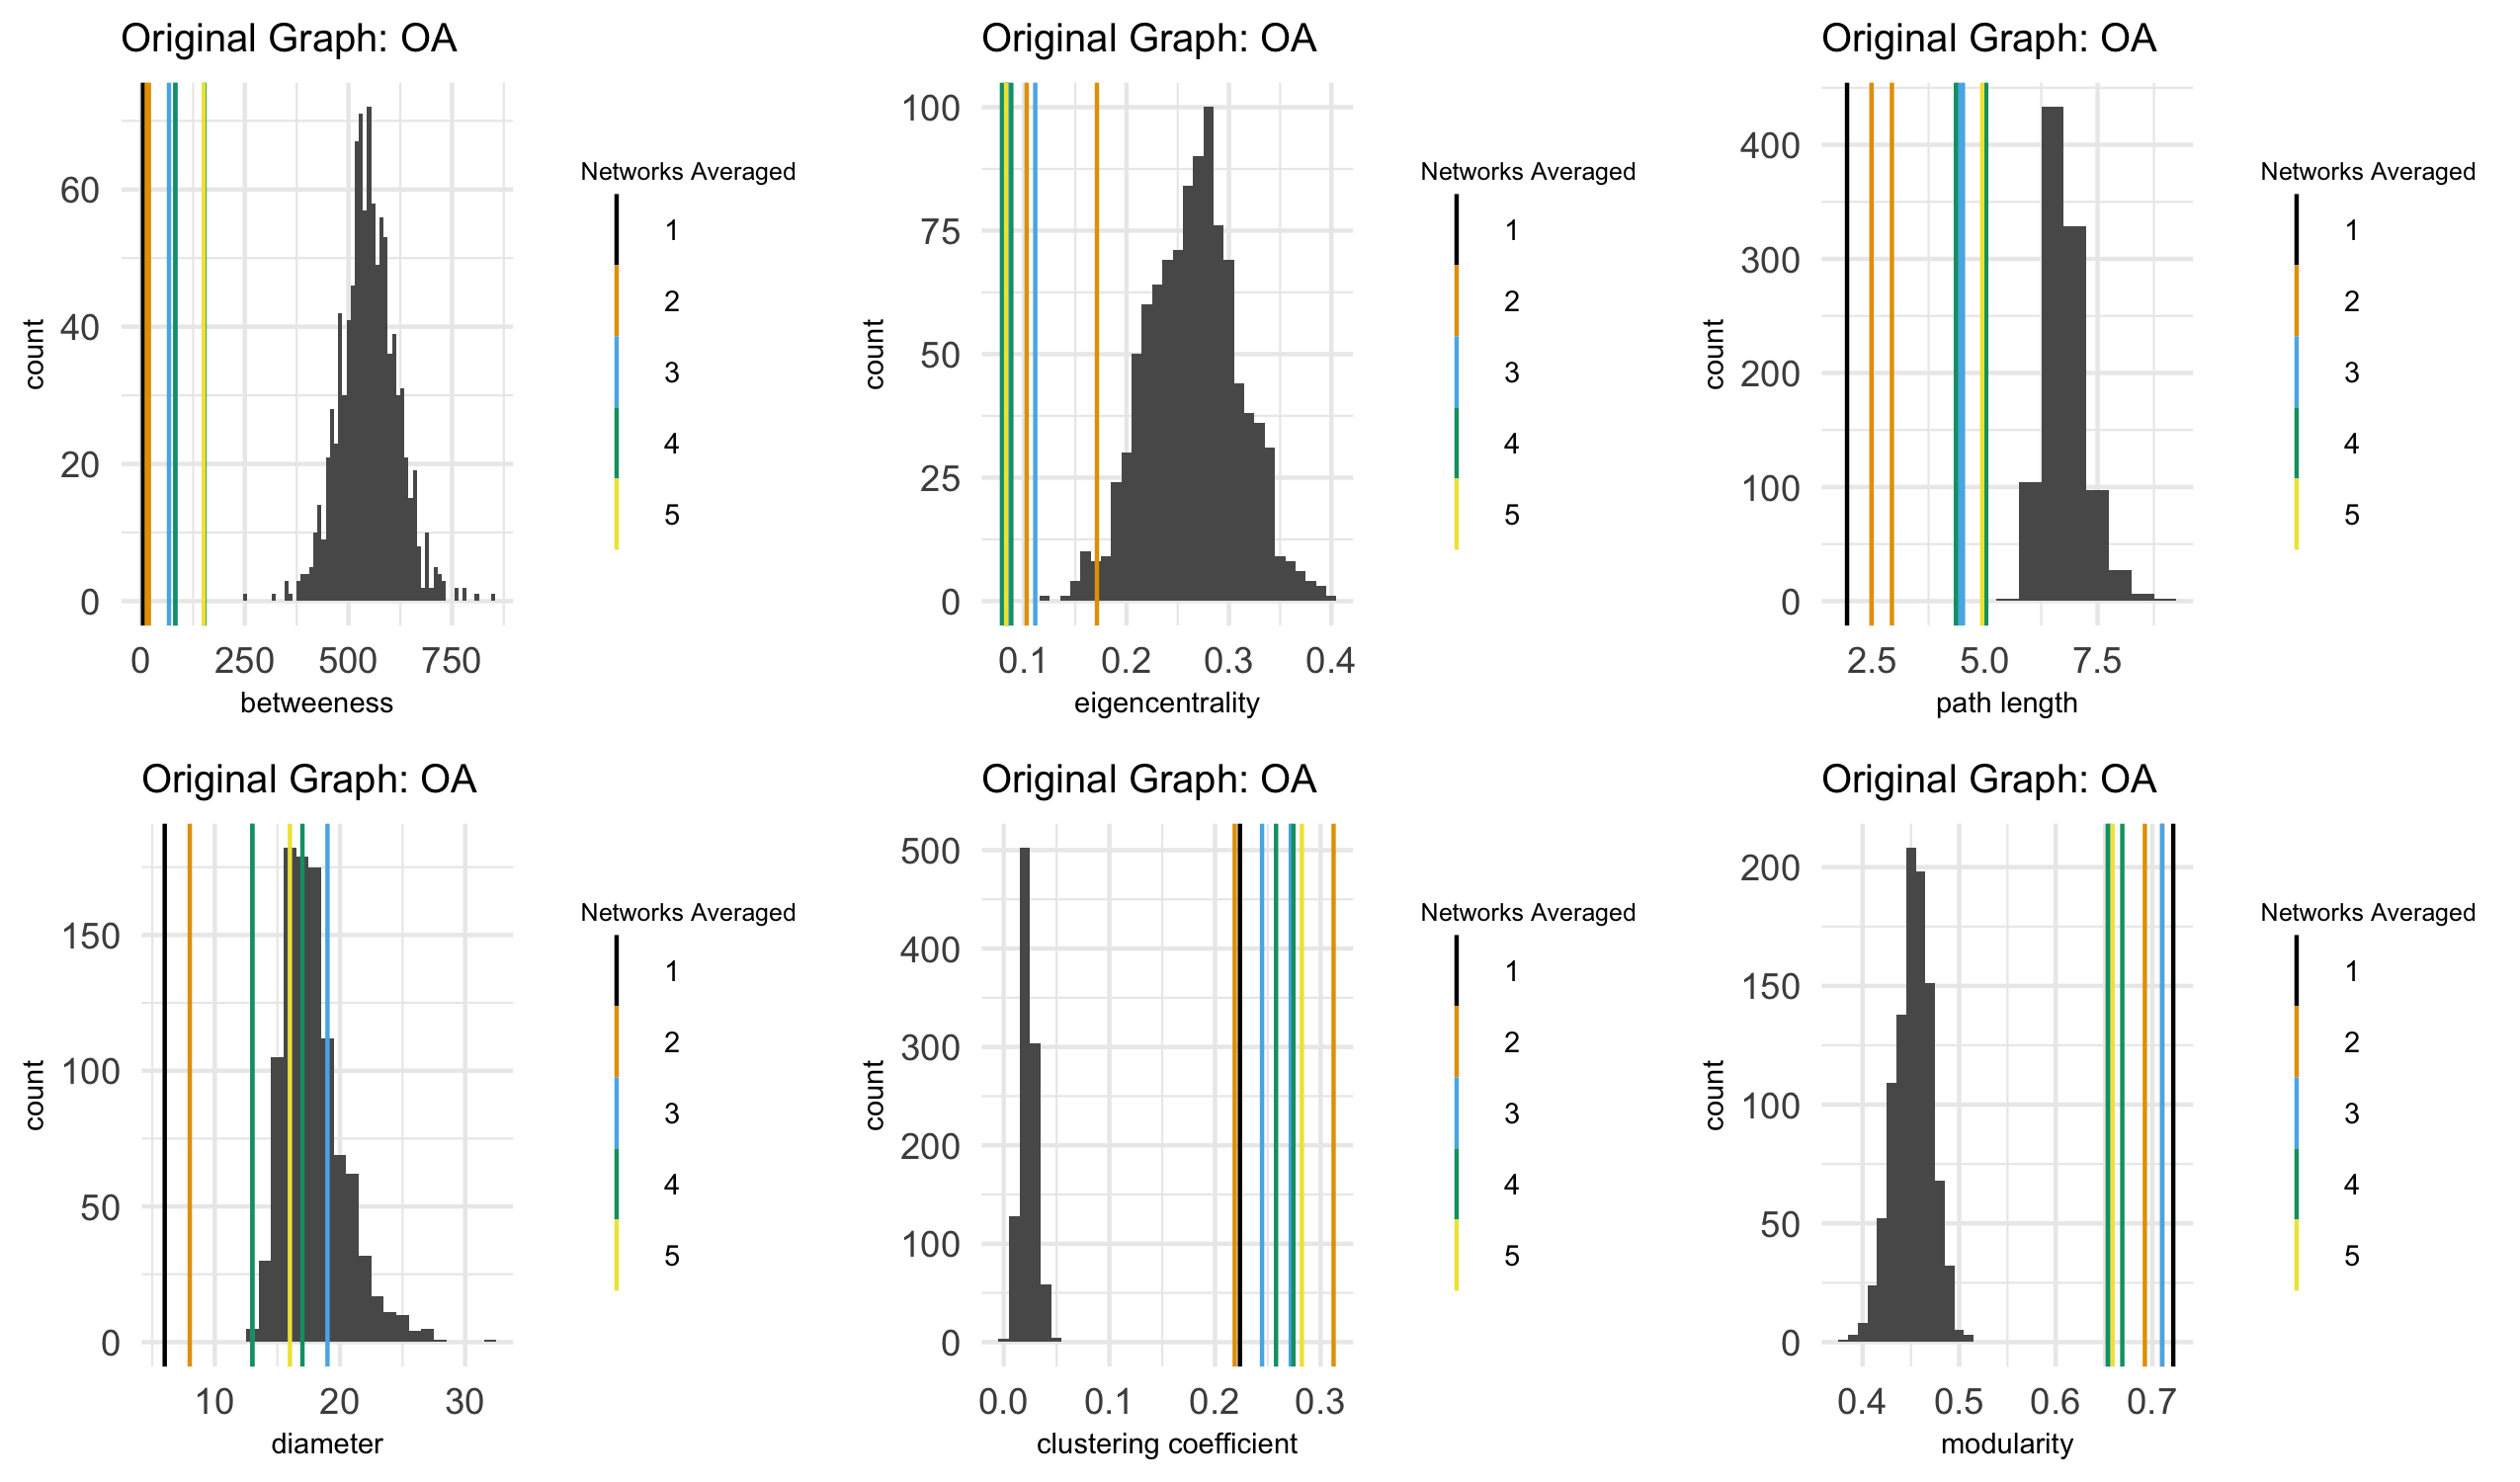 Original Graph: OA
count
60
40
20
0
0 250 500 750
betweeness
Networks Averaged
1
2
3
4
5
Original Graph: OA
count
100
75
50
25
0
0.1 0.2 0.3 0.4
eigencentrality
Networks Averaged
1
2
3
4
5
Original Graph: OA
count
400
300
200
100
0
2.5 5.0 7.5
path length
Networks Averaged
1
2
3
4
5
Original Graph: OA
count
150
100
50
0
10 20 30
diameter
Networks Averaged
1
2
3
4
5
Original Graph: OA
count
500
400
300
200
100
0
0.0 0.1 0.2 0.3
clustering coefficient
Networks Averaged
1
2
3
4
5
Original Graph: OA
count
200
150
100
50
0
0.4 0.5 0.6 0.7
modularity
Networks Averaged
1
2
3
4
5